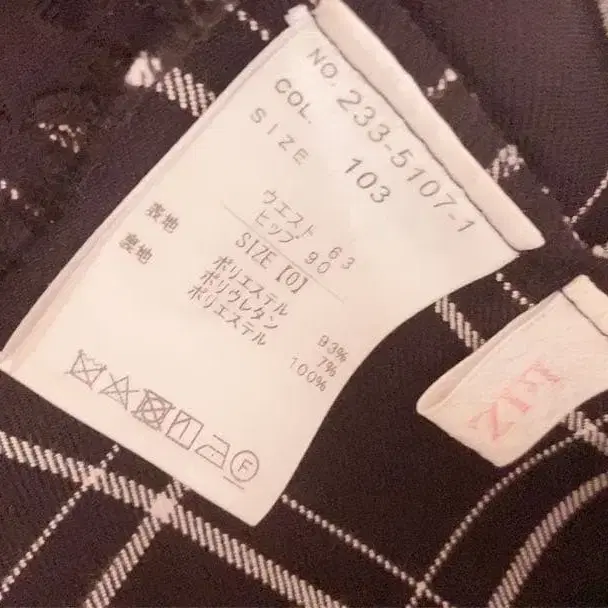 NO. 233-5107-1
COL. 103
SIZE
ウエスト 63
ヒップ 90
SIZE [0]
表地 ポリエステル 93%
ポリウレタン 7%
裏地 ポリエステル 100%
F